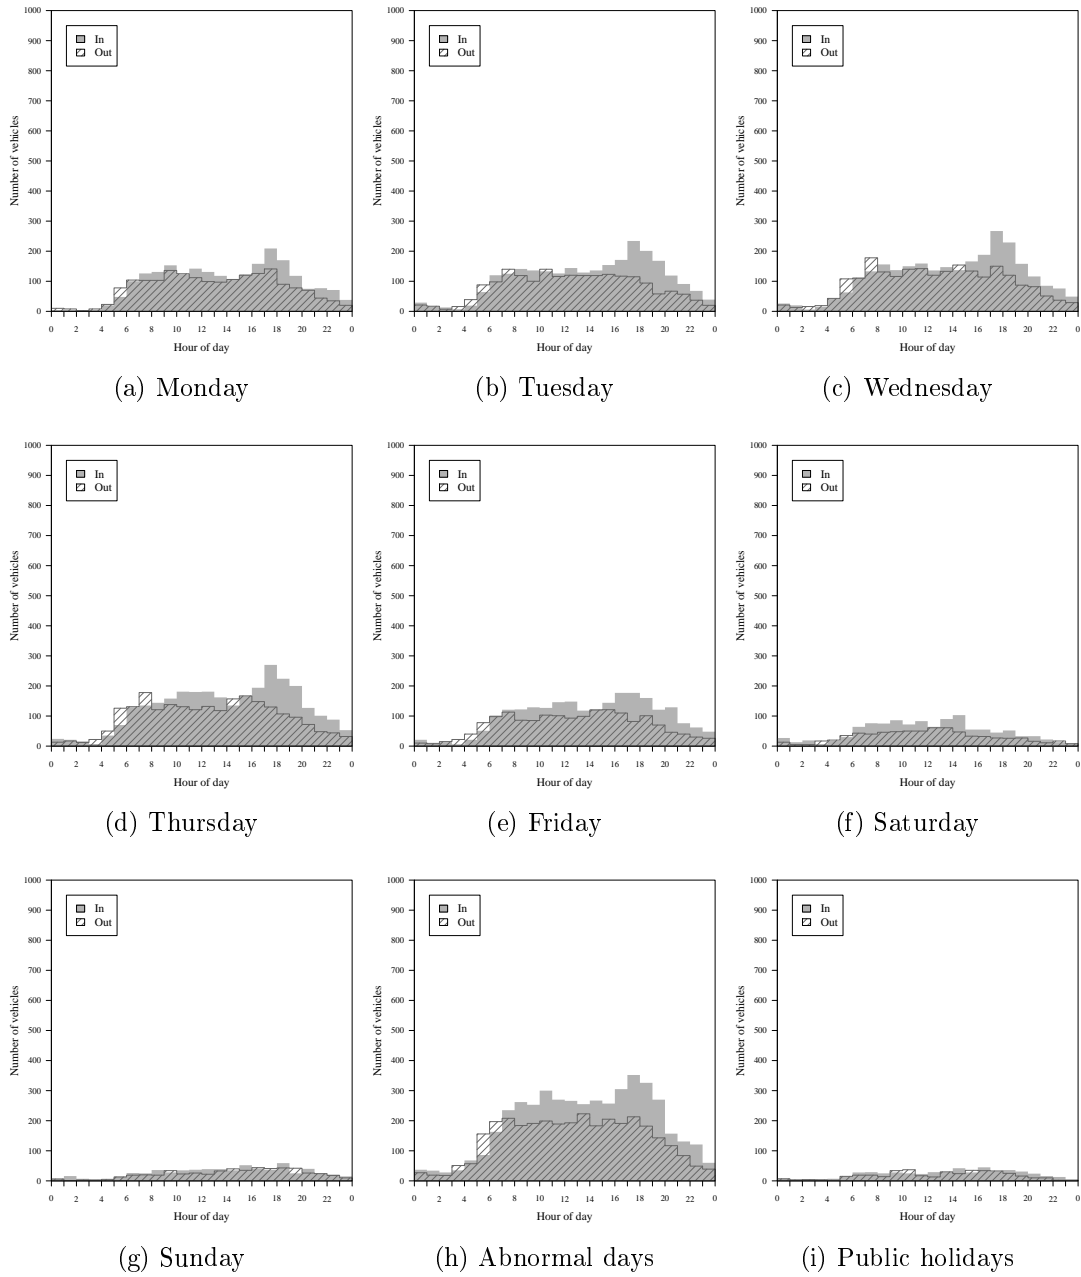 1000
900
800
700
600
500
400
300
200
100
0
Number of vehicles
In
Out
0 2 4 6 8 10 12 14 16 18 20 22 0
Hour of day
(a) Monday
1000
900
800
700
600
500
400
300
200
100
0
Number of vehicles
In
Out
0 2 4 6 8 10 12 14 16 18 20 22 0
Hour of day
(b) Tuesday
1000
900
800
700
600
500
400
300
200
100
0
Number of vehicles
In
Out
0 2 4 6 8 10 12 14 16 18 20 22 0
Hour of day
(c) Wednesday
1000
900
800
700
600
500
400
300
200
100
0
Number of vehicles
In
Out
0 2 4 6 8 10 12 14 16 18 20 22 0
Hour of day
(d) Thursday
1000
900
800
700
600
500
400
300
200
100
0
Number of vehicles
In
Out
0 2 4 6 8 10 12 14 16 18 20 22 0
Hour of day
(e) Friday
1000
900
800
700
600
500
400
300
200
100
0
Number of vehicles
In
Out
0 2 4 6 8 10 12 14 16 18 20 22 0
Hour of day
(f) Saturday
1000
900
800
700
600
500
400
300
200
100
0
Number of vehicles
In
Out
0 2 4 6 8 10 12 14 16 18 20 22 0
Hour of day
(g) Sunday
1000
900
800
700
600
500
400
300
200
100
0
Number of vehicles
In
Out
0 2 4 6 8 10 12 14 16 18 20 22 0
Hour of day
(h) Abnormal days
1000
900
800
700
600
500
400
300
200
100
0
Number of vehicles
In
Out
0 2 4 6 8 10 12 14 16 18 20 22 0
Hour of day
(i) Public holidays